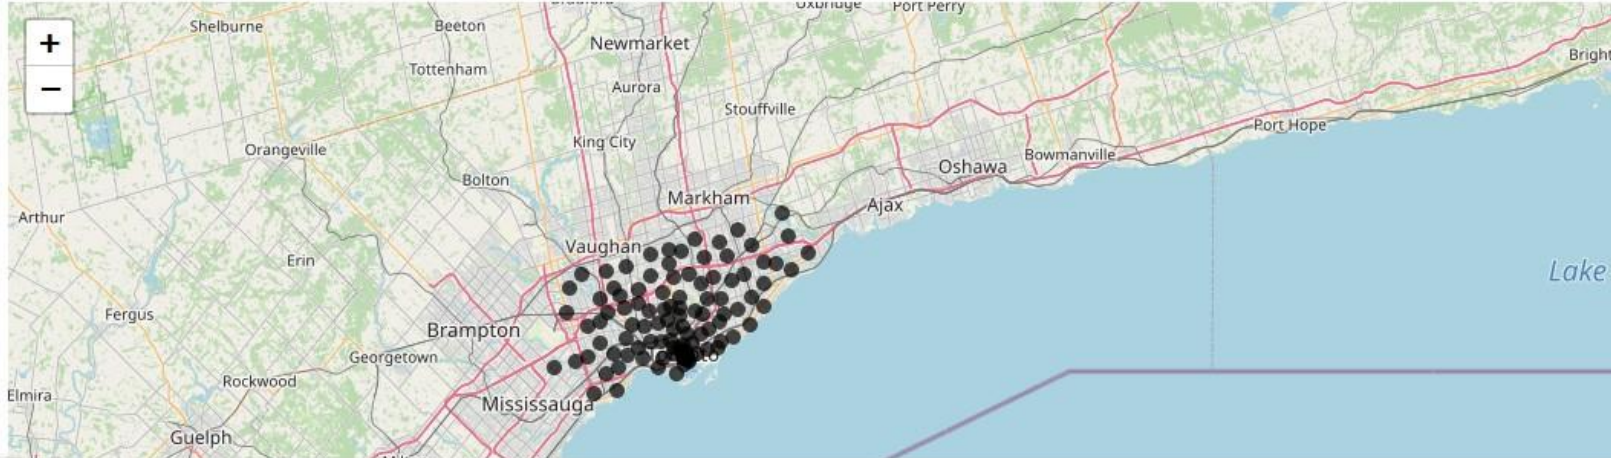 Shelburne
Beeton
Uxbridge
Port Perry
+
Newmarket
Bright
Tottenham
−
Aurora
Stouffville
Port Hope
King City
Orangeville
Bowmanville
Oshawa
Bolton
Markham
Ajax
Arthur
Vaughan
Erin
Lake
Fergus
Brampton
Georgetown
Rockwood
Elmira
Mississauga
Guelph